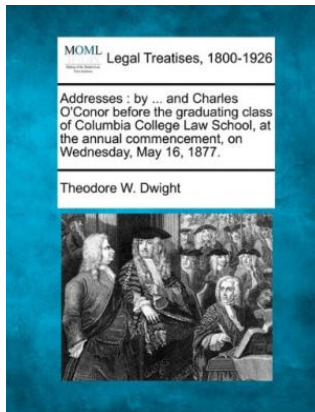 MOML Legal Treatises, 1800-1926
Addresses : by ... and Charles
O'Conor before the graduating class
of Columbia College Law School, at
the annual commencement, on
Wednesday, May 16, 1877.
Theodore W. Dwight